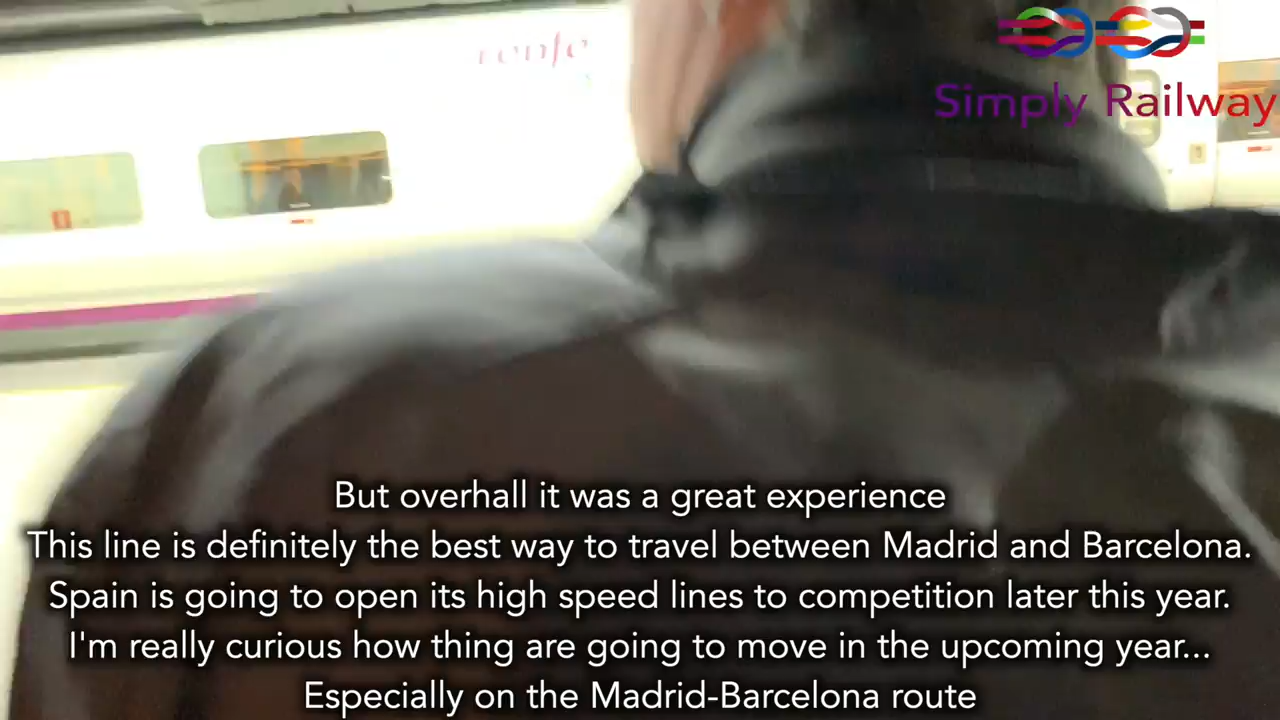 renfe
Simply Railway
But overhall it was a great experience
This line is definitely the best way to travel between Madrid and Barcelona.
Spain is going to open its high speed lines to competition later this year.
I'm really curious how thing are going to move in the upcoming year...
Especially on the Madrid-Barcelona route